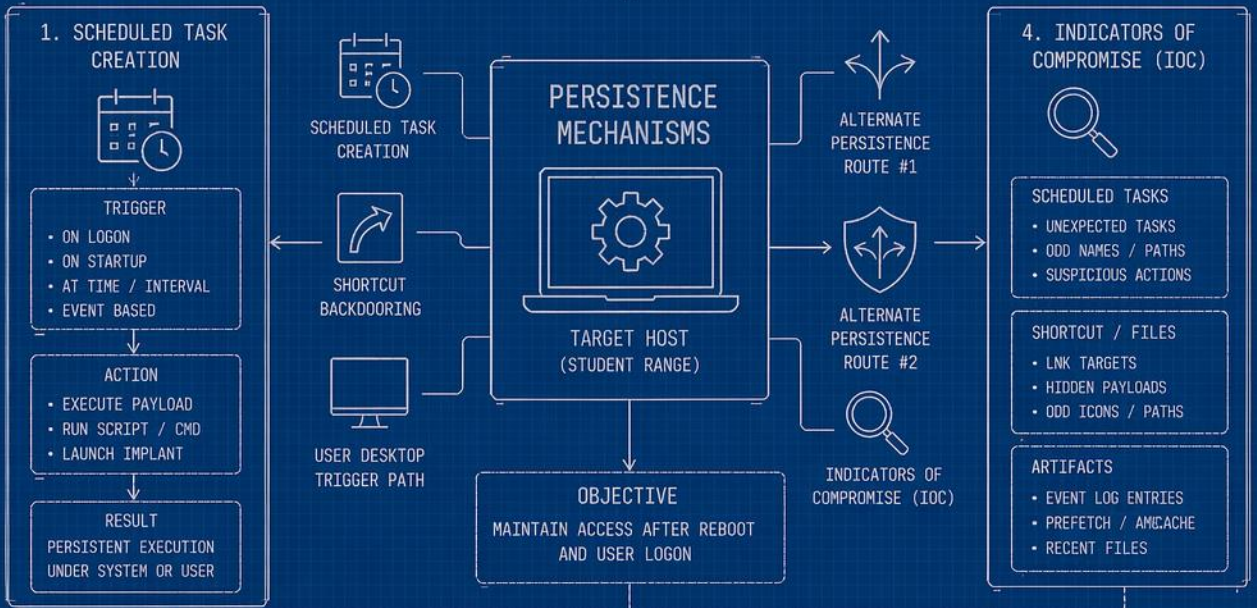 1. SCHEDULED TASK
CREATION
TRIGGER
• ON LOGON
• ON STARTUP
• AT TIME / INTERVAL
• EVENT BASED
ACTION
• EXECUTE PAYLOAD
• RUN SCRIPT / CMD
• LAUNCH IMPLANT
RESULT
PERSISTENT EXECUTION
UNDER SYSTEM OR USER
SCHEDULED TASK
CREATION
SHORTCUT
BACKDOORING
USER DESKTOP
TRIGGER PATH
PERSISTENCE
MECHANISMS
TARGET HOST
(STUDENT RANGE)
OBJECTIVE
MAINTAIN ACCESS AFTER REBOOT
AND USER LOGON
ALTERNATE
PERSISTENCE
ROUTE #1
ALTERNATE
PERSISTENCE
ROUTE #2
INDICATORS OF
COMPROMISE (IOC)
4. INDICATORS OF
COMPROMISE (IOC)
SCHEDULED TASKS
• UNEXPECTED TASKS
• ODD NAMES / PATHS
• SUSPICIOUS ACTIONS
SHORTCUT / FILES
• LNK TARGETS
• HIDDEN PAYLOADS
• ODD ICONS / PATHS
ARTIFACTS
• EVENT LOG ENTRIES
• PREFETCH /
• RECENT FILES